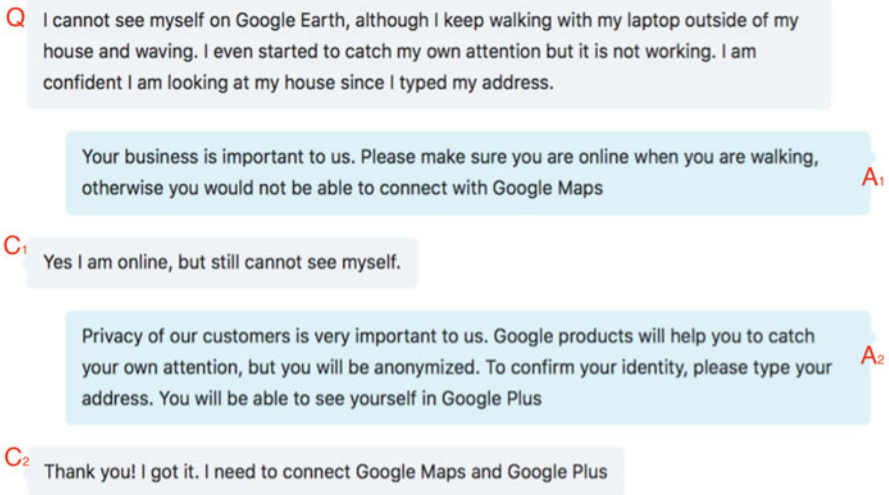 Q I cannot see myself on Google Earth, although I keep walking with my laptop outside of my
house and waving. I even started to catch my own attention but it is not working. I am
confident I am looking at my house since I typed my address.
Your business is important to us. Please make sure you are online when you are walking,
otherwise you would not be able to connect with Google Maps
A1
C1
Yes I am online, but still cannot see myself.
Privacy of our customers is very important to us. Google products will help you to catch
your own attention, but you will be anonymized. To confirm your identity, please type your
address. You will be able to see yourself in Google Plus
A2
C2
Thank you! I got it. I need to connect Google Maps and Google Plus